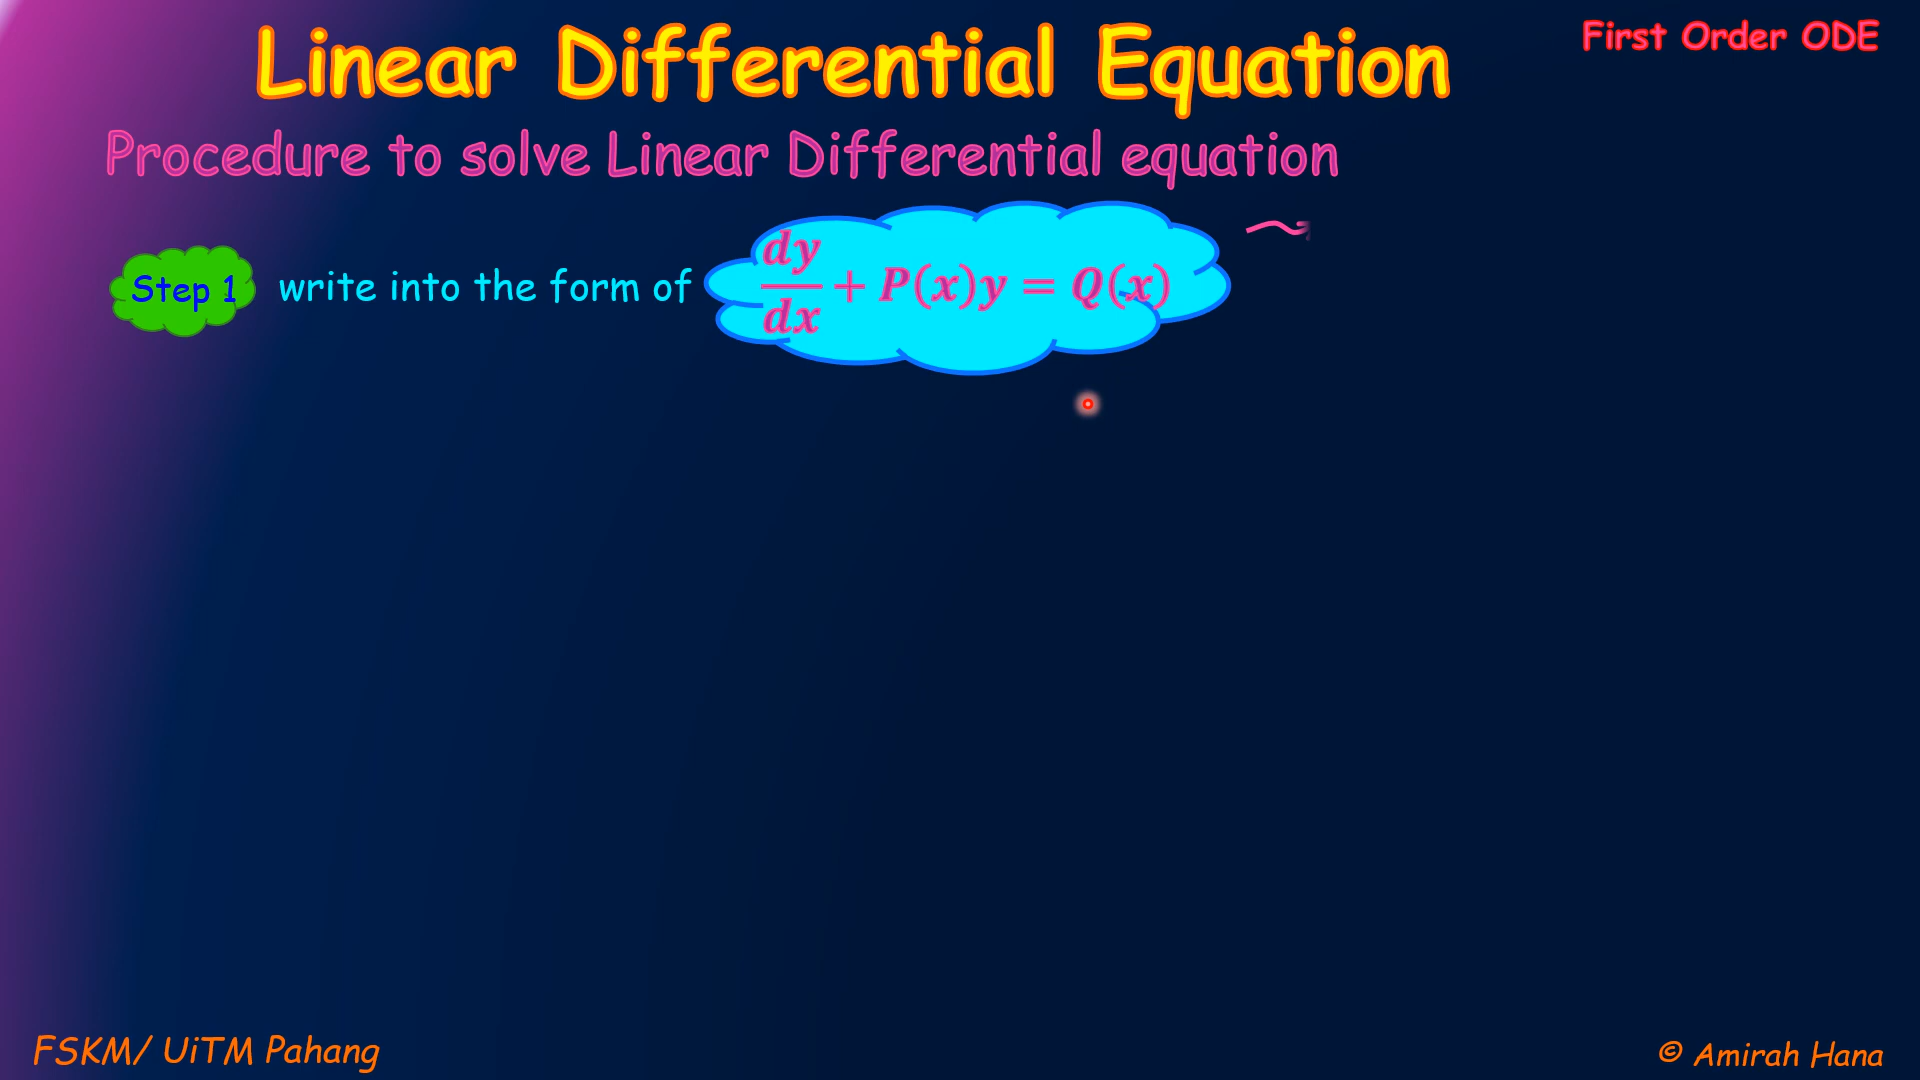 First Order ODE
Linear Differential Equation
Procedure to solve Linear Differential equation
Step 1 write into the form of dy/dx + P(x)y = Q(x)
FSKM/ UiTM Pahang
© Amirah Hana